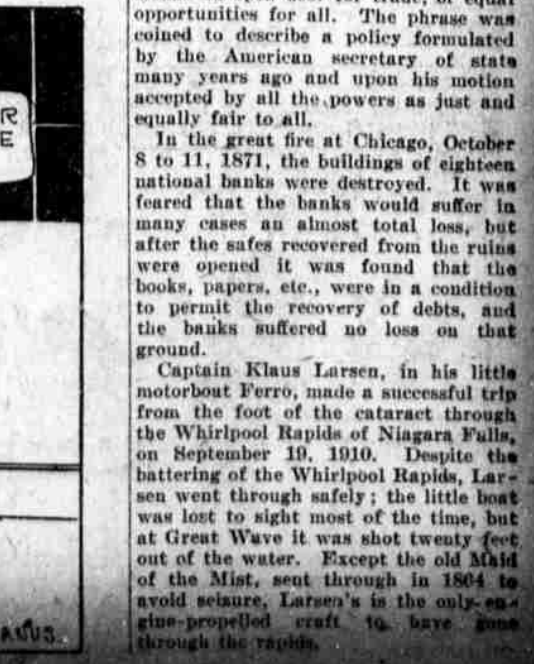 opportunities for all. The phrase was
coined to describe a policy formulated
by the American secretary of state
many years ago and upon his motion
accepted by all the powers as just and
equally fair to all.
In the great fire at Chicago, October
8 to 11, 1871, the buildings of eighteen
national banks were destroyed. It was
feared that the banks would suffer in
many cases an almost total loss, but
after the safes recovered from the ruins
were opened it was found that the
books, papers, etc., were in a condition
to permit the recovery of debts, and
the banks suffered no loss on that
ground.
Captain Klaus Larsen, in his little
motorboat Ferro, made a successful trip
from the foot of the cataract through
the Whirlpool Rapids of Niagara Falls,
on September 19, 1910. Despite the
battering of the Whirlpool Rapids, Lar-
sen went through safely; the little boat
was lost to sight most of the time, but
at Great Wave it was shot twenty feet
out of the water. Except the old Maid
of the Mist, sent through in 1864 to
avoid seizure, Larsen's is the only en-
gine-propelled craft to have gone
through the rapids.
R
E